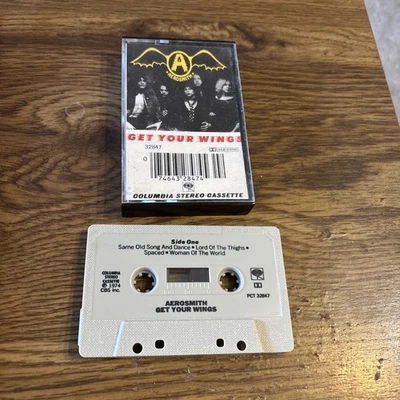 A
AEROSMITH
GET YOUR WINGS
32847
0 74643 28474
COLUMBIA STEREO CASSETTE
Side One
Same Old Song And Dance • Lord Of The Thighs •
Spaced • Woman Of The World
COLUMBIA
STEREO
CASSETTE
℗ 1974
CBS Inc.
PCT 32847
AEROSMITH
GET YOUR WINGS